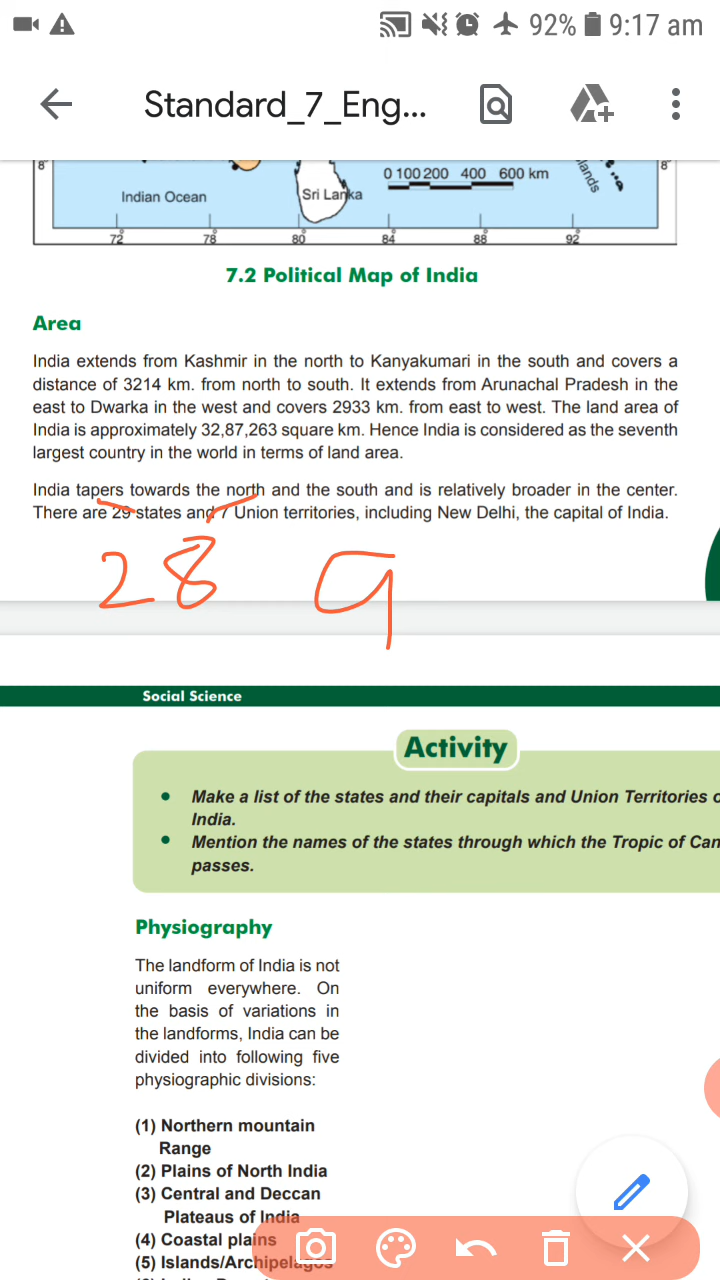 92% 9:17 am
Standard_7_Eng...
8° 8°
0 100 200 400 600 km
lands
Indian Ocean
Sri Lanka
72° 78° 80° 84° 88° 92°
7.2 Political Map of India
Area
India extends from Kashmir in the north to Kanyakumari in the south and covers a
distance of 3214 km. from north to south. It extends from Arunachal Pradesh in the
east to Dwarka in the west and covers 2933 km. from east to west. The land area of
India is approximately 32,87,263 square km. Hence India is considered as the seventh
largest country in the world in terms of land area.
India tapers towards the north and the south and is relatively broader in the center.
There are 29 states and 7 Union territories, including New Delhi, the capital of India.
28 9
Social Science
Activity
• Make a list of the states and their capitals and Union Territories
India.
• Mention the names of the states through which the Tropic of Can
passes.
Physiography
The landform of India is not
uniform everywhere. On
the basis of variations in
the landforms, India can be
divided into following five
physiographic divisions:
(1) Northern mountain
Range
(2) Plains of North India
(3) Central and Deccan
Plateaus of India
(4) Coastal plains
(5) Islands/Archipelagos